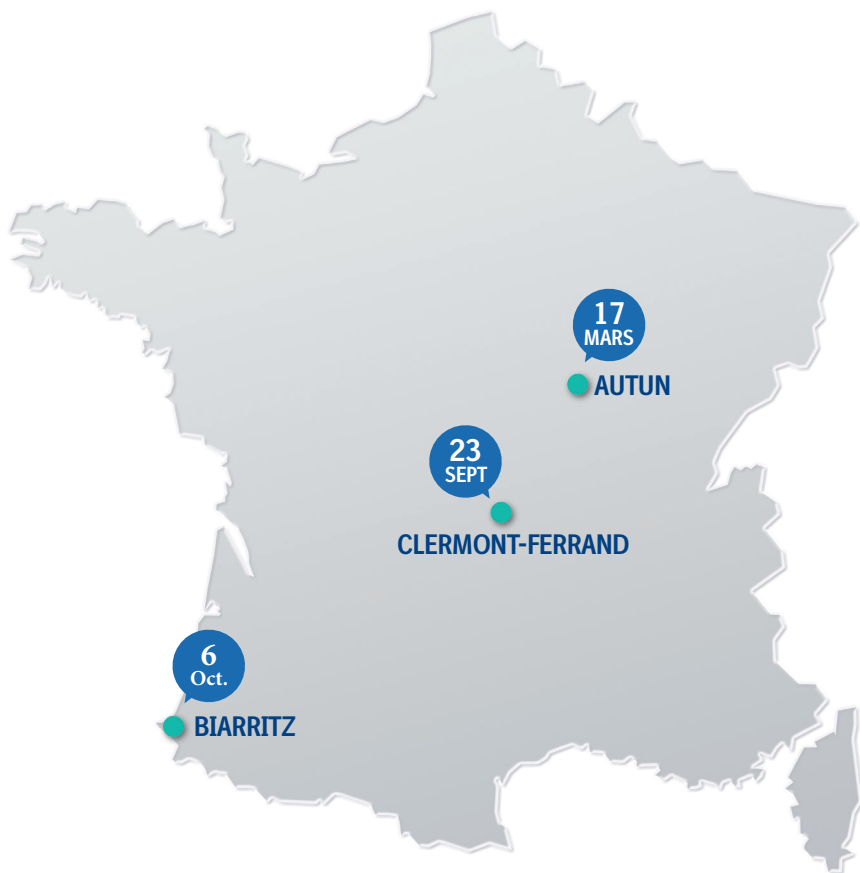 17
MARS
AUTUN
23
SEPT
CLERMONT-FERRAND
6
Oct.
BIARRITZ